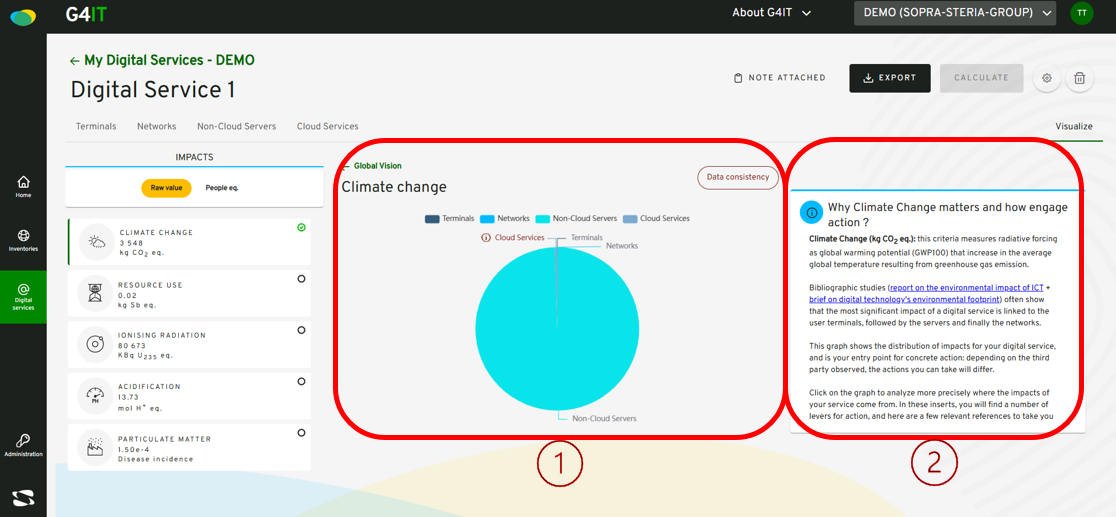 G4IT
About G4IT
DEMO (SOPRA-STERIA-GROUP)
TT
← My Digital Services - DEMO
Digital Service 1
NOTE ATTACHED
EXPORT
CALCULATE
Terminals
Networks
Non-Cloud Servers
Cloud Services
Visualize
Home
Inventories
Digital
services
Administration
IMPACTS
Raw value
People eq.
CLIMATE CHANGE
3 548
kg CO₂ eq.
RESOURCE USE
0.02
kg Sb eq.
IONISING RADIATION
80 673
KBq U₂₃₅ eq.
PH
ACIDIFICATION
13.73
mol H⁺ eq.
PARTICULATE MATTER
1.50e-4
Disease incidence
← Global Vision
Climate change
Data consistency
Terminals
Networks
Non-Cloud Servers
Cloud Services
Cloud Services
Terminals
Networks
Non-Cloud Servers
1
Why Climate Change matters and how engage
action ?
Climate Change (kg CO₂ eq.): this criteria measures radiative forcing
as global warming potential (GWP100) that increase in the average
global temperature resulting from greenhouse gas emission.
Bibliographic studies (report on the environmental impact of ICT +
brief on digital technology's environmental footprint) often show
that the most significant impact of a digital service is linked to the
user terminals, followed by the servers and finally the networks.
This graph shows the distribution of impacts for your digital service,
and is your entry point for concrete action: depending on the third
party observed, the actions you can take will differ.
Click on the graph to analyze more precisely where the impacts of
your service come from. In these inserts, you will find a number of
levers for action, and here are a few relevant references to take you
2